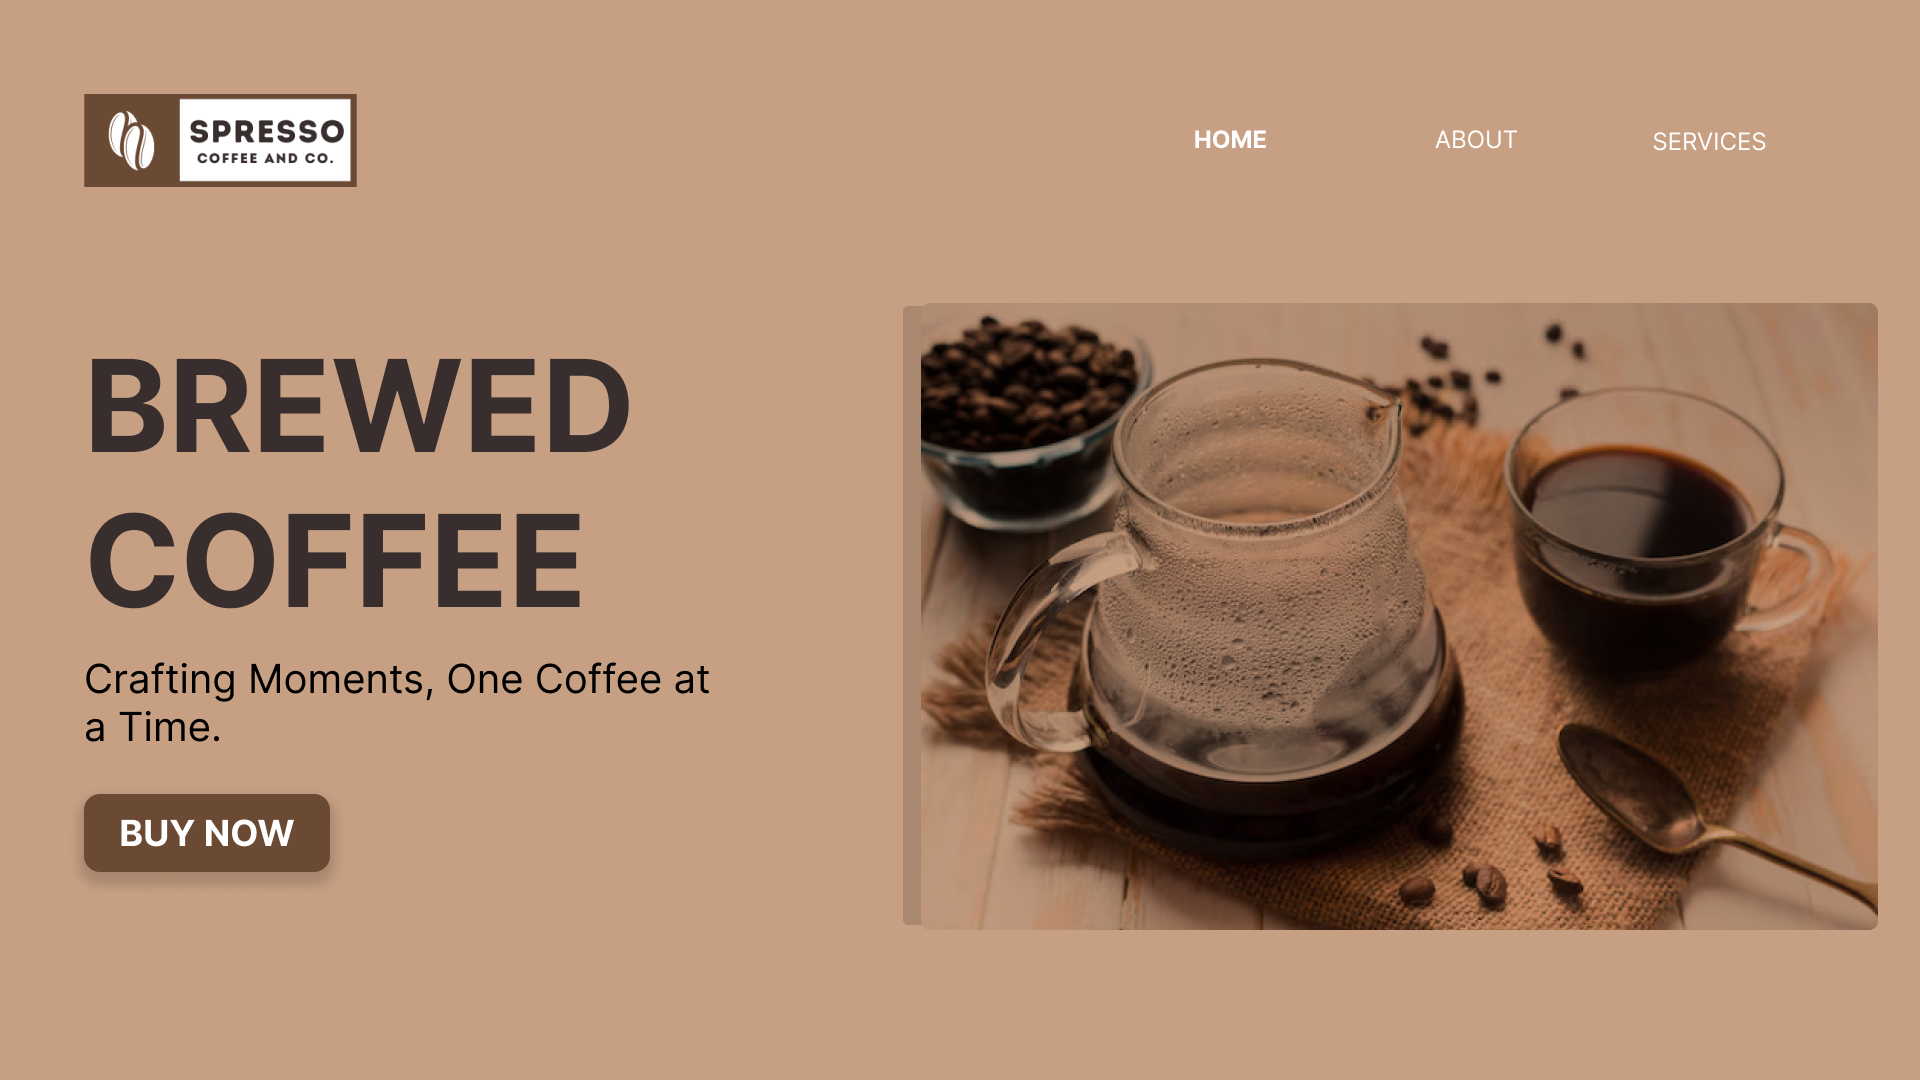 SPRESSO
COFFEE AND CO.
HOME
ABOUT
SERVICES
BREWED
COFFEE
Crafting Moments, One Coffee at
a Time.
BUY NOW